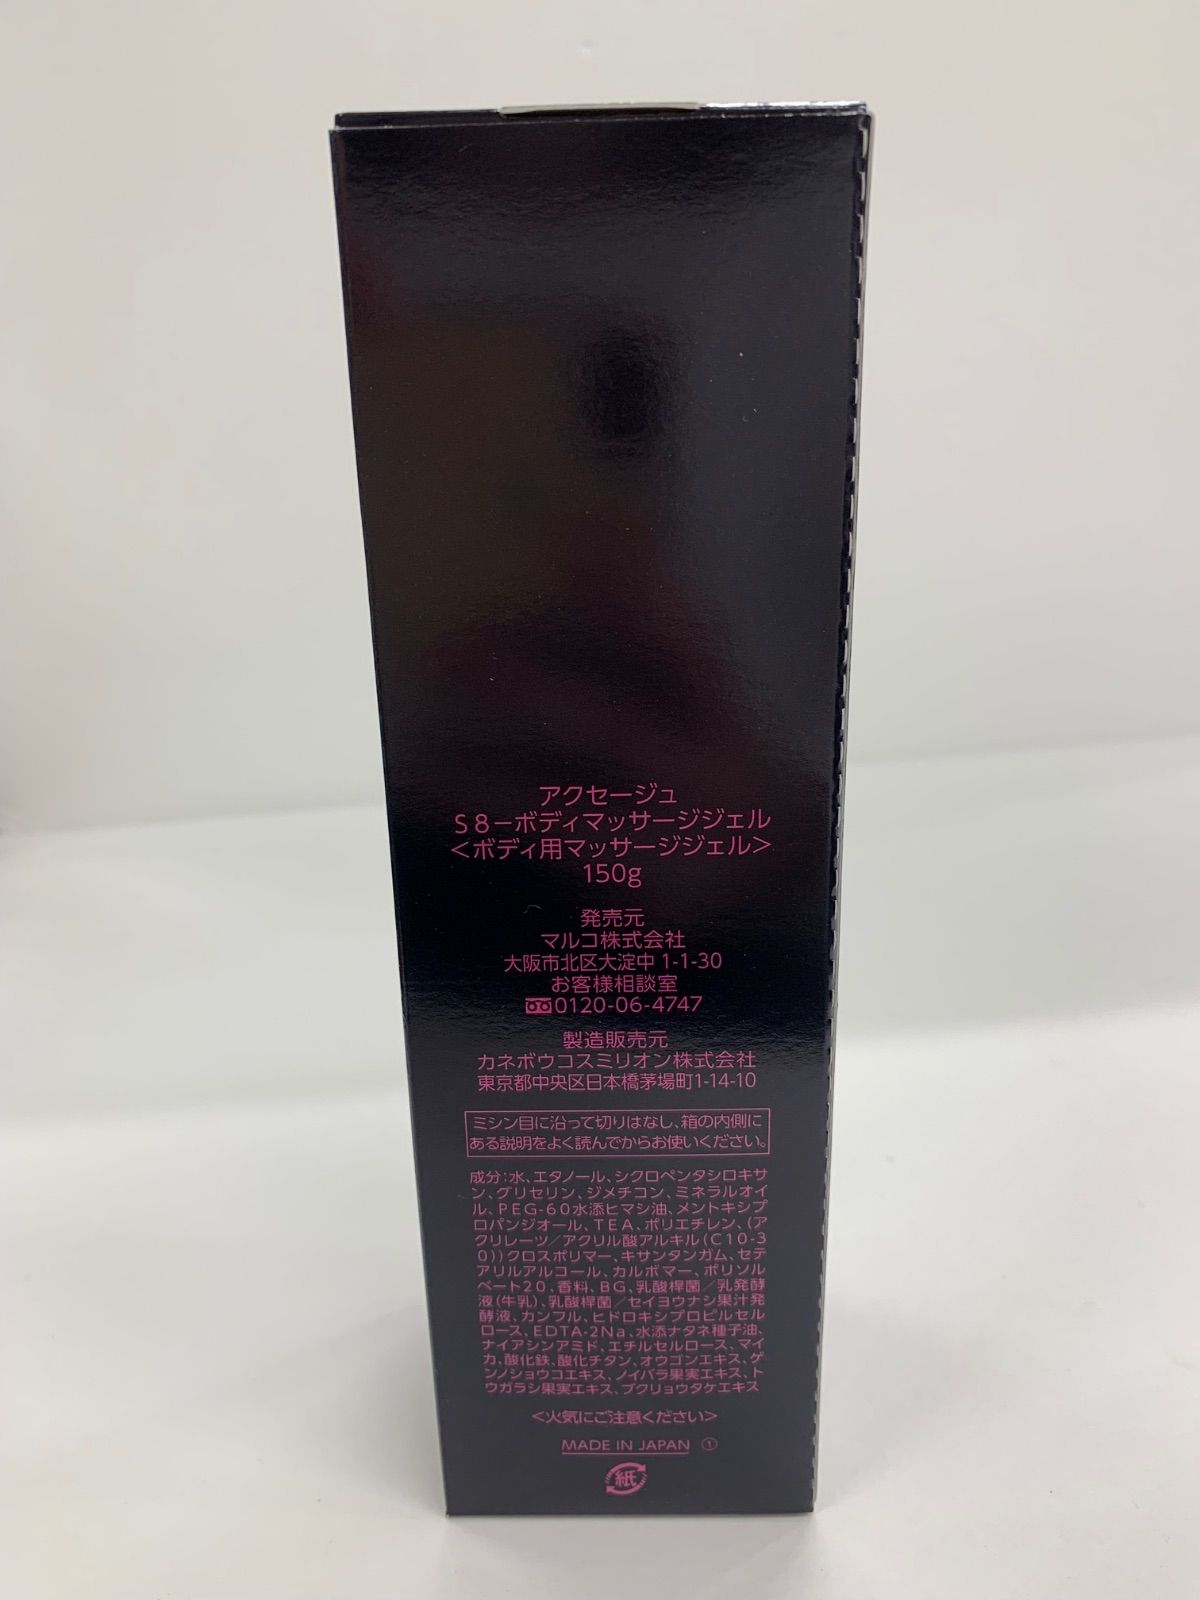 アクセージュ
S8－ボディマッサージジェル
＜ボディ用マッサージジェル＞
150g
発売元
マルコ株式会社
大阪市北区大淀中1-1-30
お客様相談室
0120-06-4747
製造販売元
カネボウコスミリオン株式会社
東京都中央区日本橋茅場町1-14-10
ミシン目に沿って切りはなし、箱の内側に
ある説明をよく読んでからお使いください。
成分：水、エタノール、シクロペンタシロキサ
ン、グリセリン、ジメチコン、ミネラルオイ
ル、PEG-60水添ヒマシ油、メントキシプ
ロパンジオール、TEA、ポリエチレン、（ア
クリレーツ／アクリル酸アルキル（C10-3
0））クロスポリマー、キサンタンガム、セテ
アリルアルコール、カルボマー、ポリソル
ベート20、香料、BG、乳酸桿菌／乳発酵
液（牛乳）、乳酸桿菌／セイヨウナシ果汁発
酵液、カンフル、ヒドロキシプロピルセル
ロース、EDTA-2Na、水添ナタネ種子油、
ナイアシンアミド、エチルセルロース、マイ
カ、酸化鉄、酸化チタン、オウゴンエキス、ゲ
ンノショウコエキス、ノイバラ果実エキス、ト
ウガラシ果実エキス、ブクリョウタケエキス
＜火気にご注意ください＞
MADE IN JAPAN ①
紙